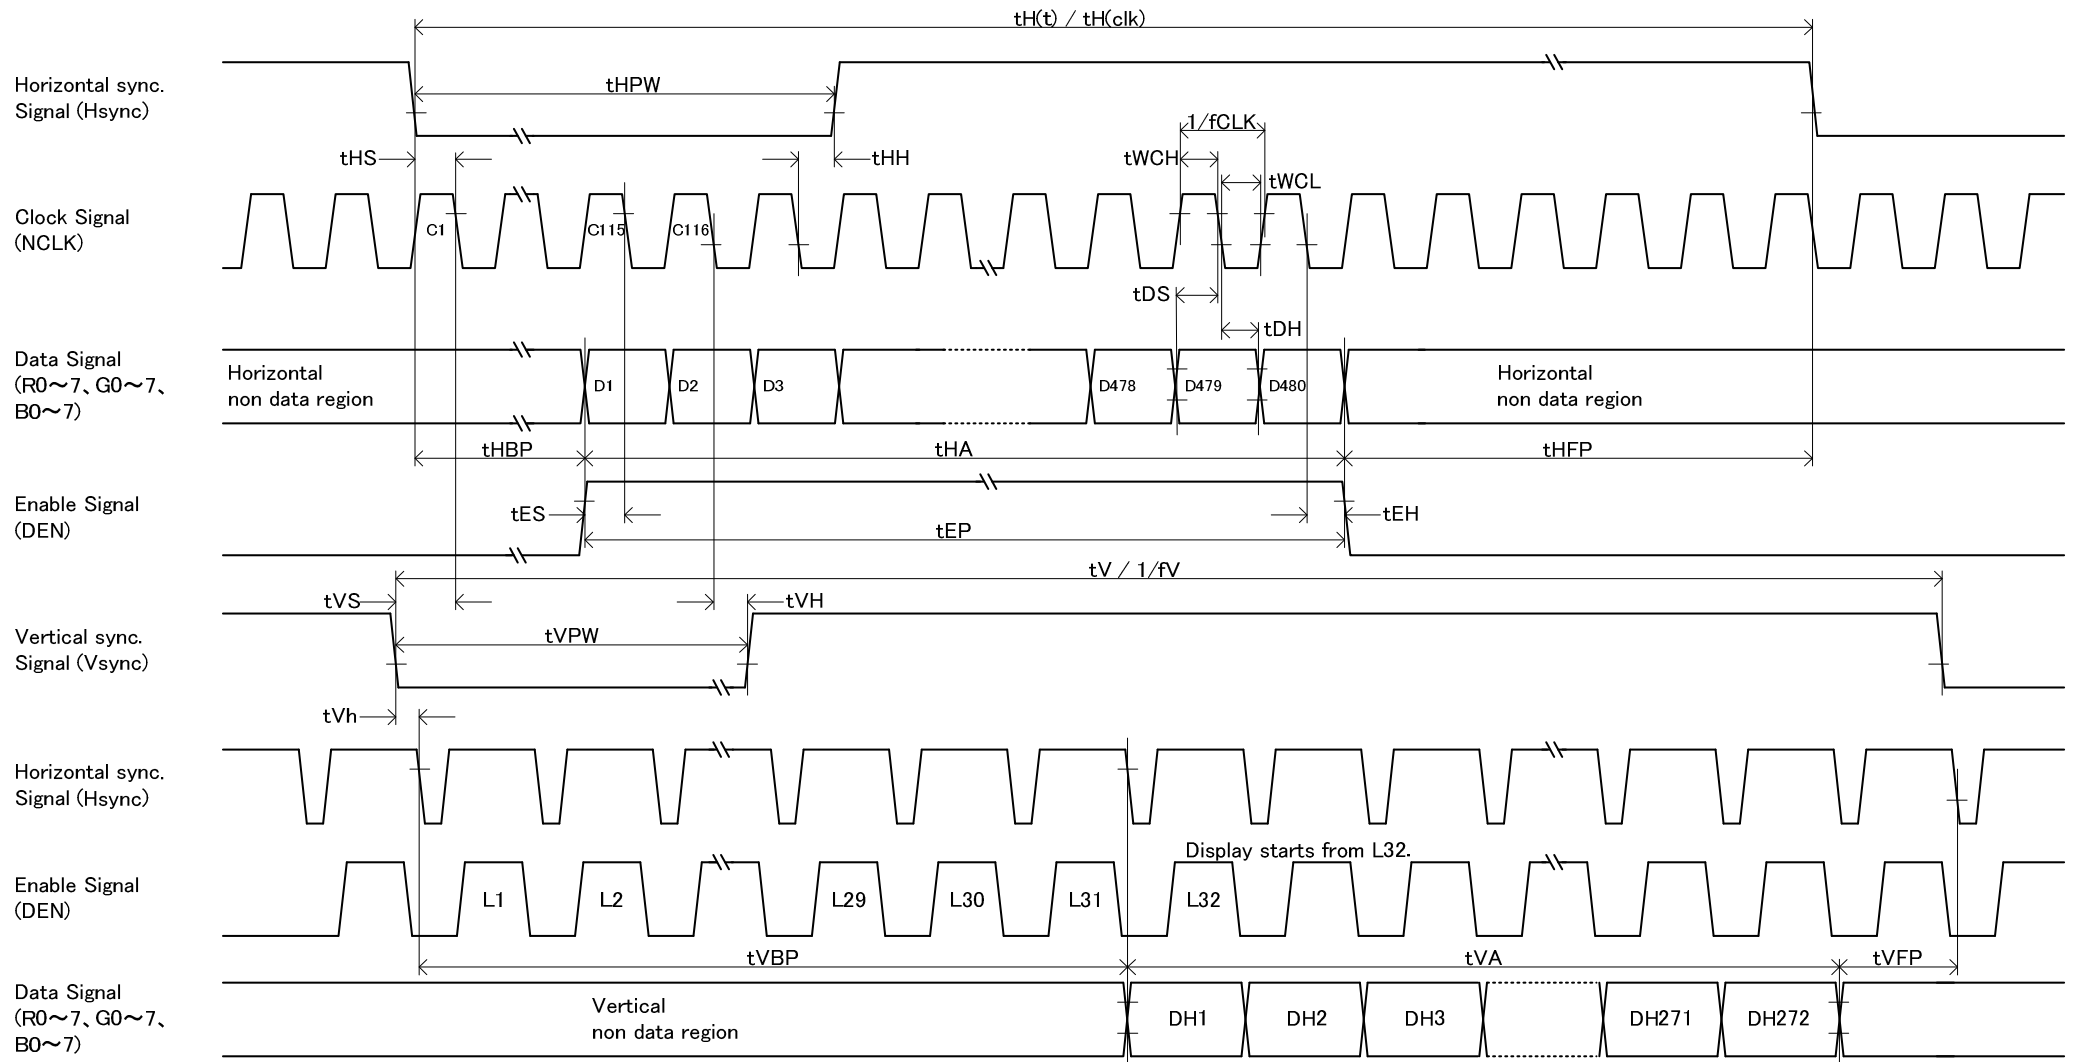 tH(t) / tH(clk)
Horizontal sync.
Signal (Hsync)
tHPW
1/fCLK
tHS
tHH
tWCH
tWCL
Clock Signal
(NCLK)
C1
C115
C116
tDS
tDH
Data Signal
(R0〜7、G0〜7、
B0〜7)
Horizontal
non data region
D1
D2
D3
D478
D479
D480
Horizontal
non data region
tHBP
tHA
tHFP
Enable Signal
(DEN)
tES
tEH
tEP
tV / 1/fV
tVS
tVH
Vertical sync.
Signal (Vsync)
tVPW
tVh
Horizontal sync.
Signal (Hsync)
Display starts from L32.
Enable Signal
(DEN)
L1
L2
L29
L30
L31
L32
tVBP
tVA
tVFP
Data Signal
(R0〜7、G0〜7、
B0〜7)
Vertical
non data region
DH1
DH2
DH3
DH271
DH272